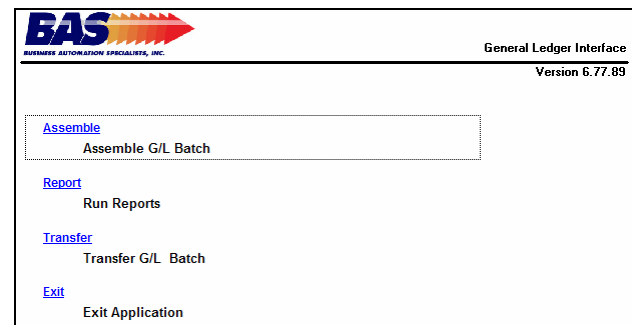 BAS
BUSINESS AUTOMATION SPECIALISTS, INC.
General Ledger Interface
Version 6.77.89
Assemble
Assemble G/L Batch
Report
Run Reports
Transfer
Transfer G/L  Batch
Exit
Exit Application